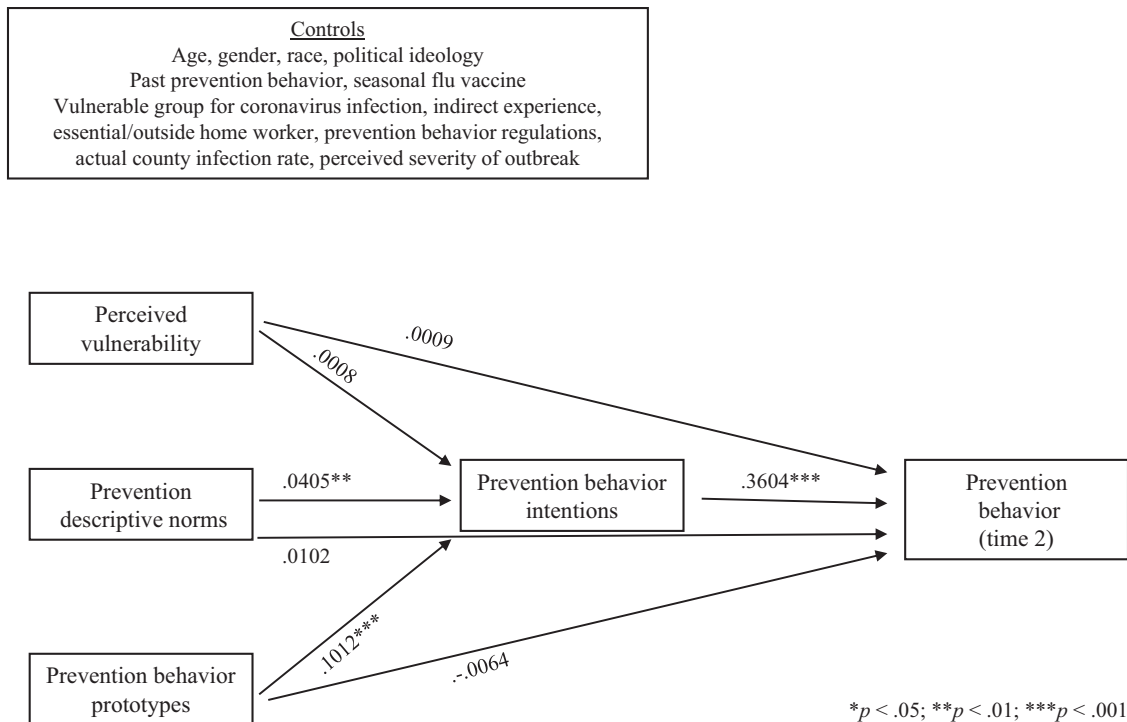 Controls
Age, gender, race, political ideology
Past prevention behavior, seasonal flu vaccine
Vulnerable group for coronavirus infection, indirect experience,
essential/outside home worker, prevention behavior regulations,
actual county infection rate, perceived severity of outbreak
Perceived
vulnerability
.0009
.0008
Prevention
descriptive norms
.0405**
Prevention behavior
intentions
.3604***
Prevention
behavior
(time 2)
.0102
.1012***
.-.0064
Prevention behavior
prototypes
*p < .05; **p < .01; ***p < .001